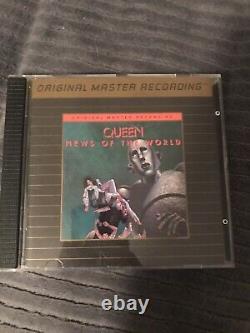 ORIGINAL MASTER RECORDING
ORIGINAL MASTER RECORDING
QUEEN
NEWS OF THE WORLD